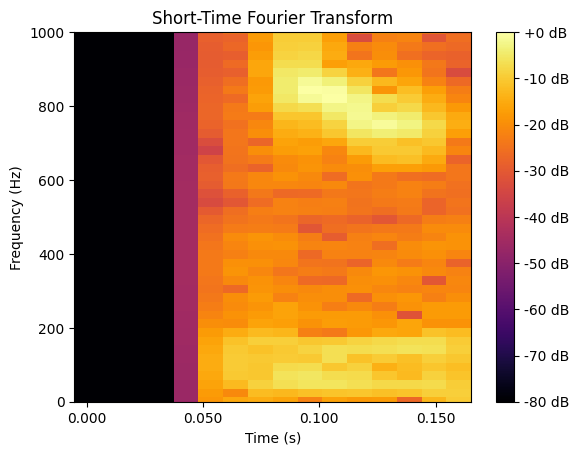 Short-Time Fourier Transform
1000
800
600
400
200
0
Frequency (Hz)
0.000
0.050
0.100
0.150
Time (s)
+0 dB
-10 dB
-20 dB
-30 dB
-40 dB
-50 dB
-60 dB
-70 dB
-80 dB